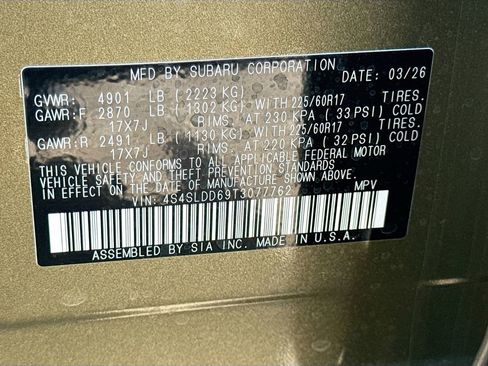 MFD BY SUBARU CORPORATION DATE: 03/26
GVWR: 4901 LB (2223 KG)
GAWR:F 2870 LB (1302 KG) WITH 225/60R17 TIRES.
17X7J RIMS. AT 230 KPA (33 PSI) COLD
GAWR:R 2491 LB (1130 KG) WITH 225/60R17 TIRES.
17X7J RIMS. AT 220 KPA (32 PSI) COLD
THIS VEHICLE CONFORMS TO ALL APPLICABLE FEDERAL MOTOR
VEHICLE SAFETY AND THEFT PREVENTION STANDARDS
IN EFFECT ON THE DATE OF MANUFACTURE SHOWN ABOVE.
VIN: 4S4SLDD69T3077762 MPV
ASSEMBLED BY SIA INC. MADE IN U.S.A.